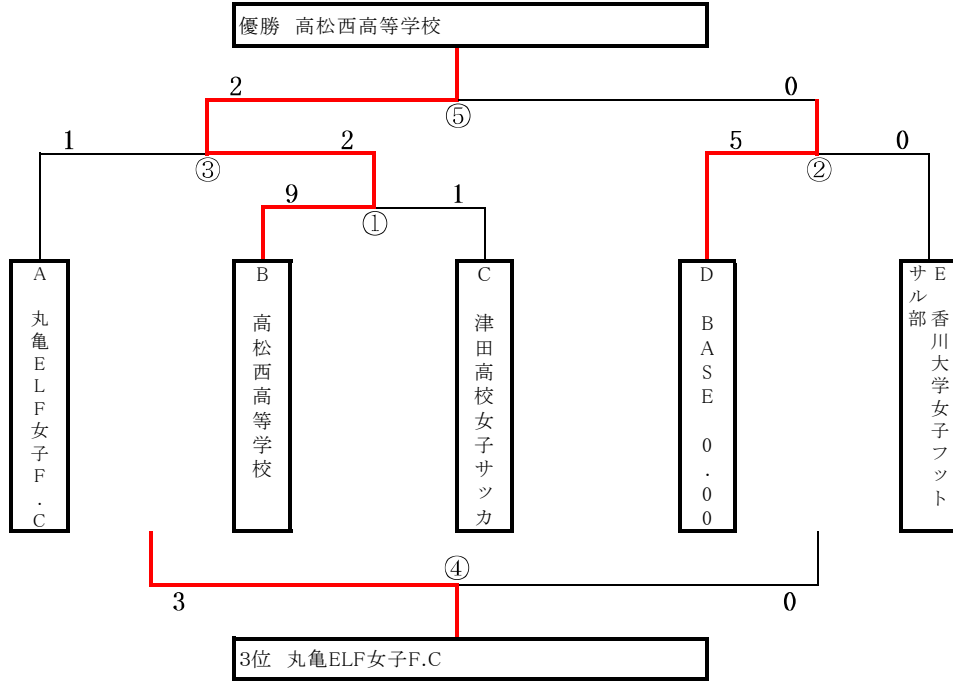 優勝　高松西高等学校
2
0
⑤
1
2
5
0
③
②
9
1
①
A　丸亀ELF女子F.C
B　高松西高等学校
C　津田高校女子サッカ
D　BASE　0.00
E　香川大学女子フット
サル部
④
3
0
3位　丸亀ELF女子F.C